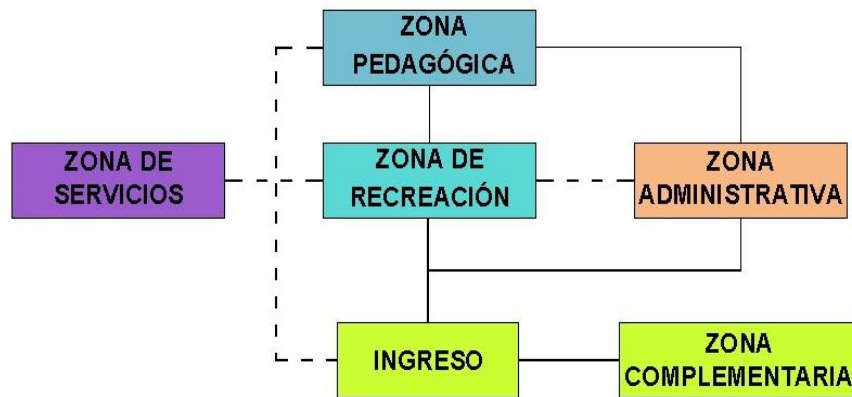 ZONA
PEDAGÓGICA
ZONA DE
SERVICIOS
ZONA DE
RECREACIÓN
ZONA
ADMINISTRATIVA
INGRESO
ZONA
COMPLEMENTARIA